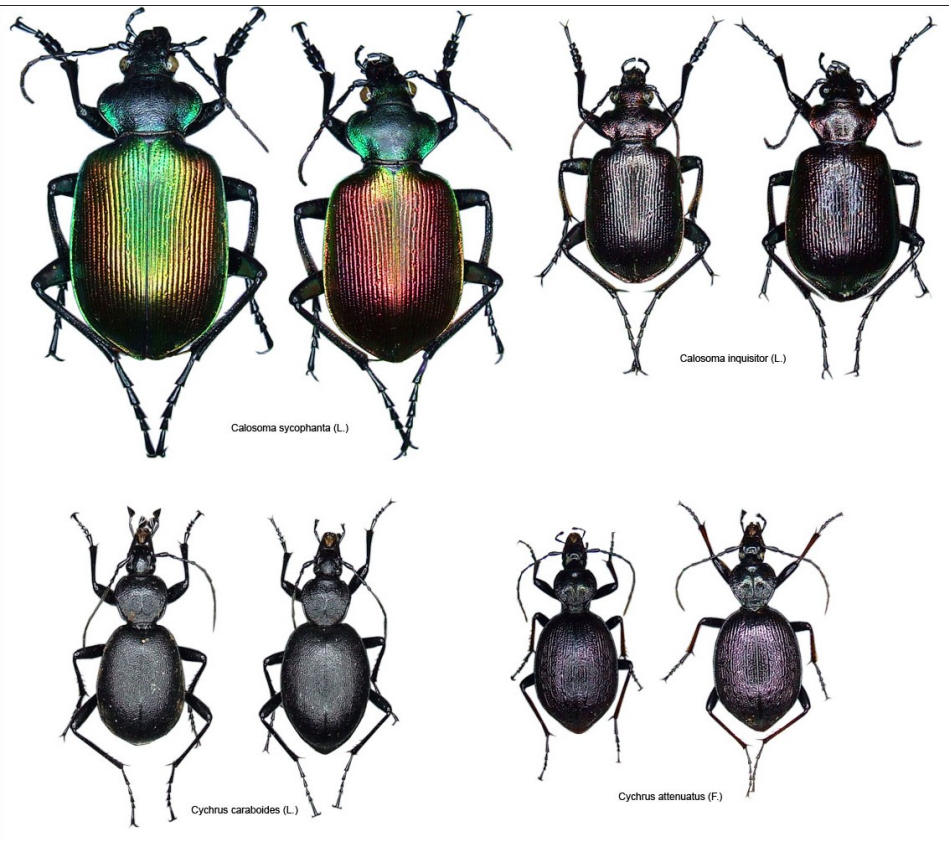 Calosoma inquisitor (L.)
Calosoma sycophanta (L.)
Cychrus attenuatus (F.)
Cychrus caraboides (L.)